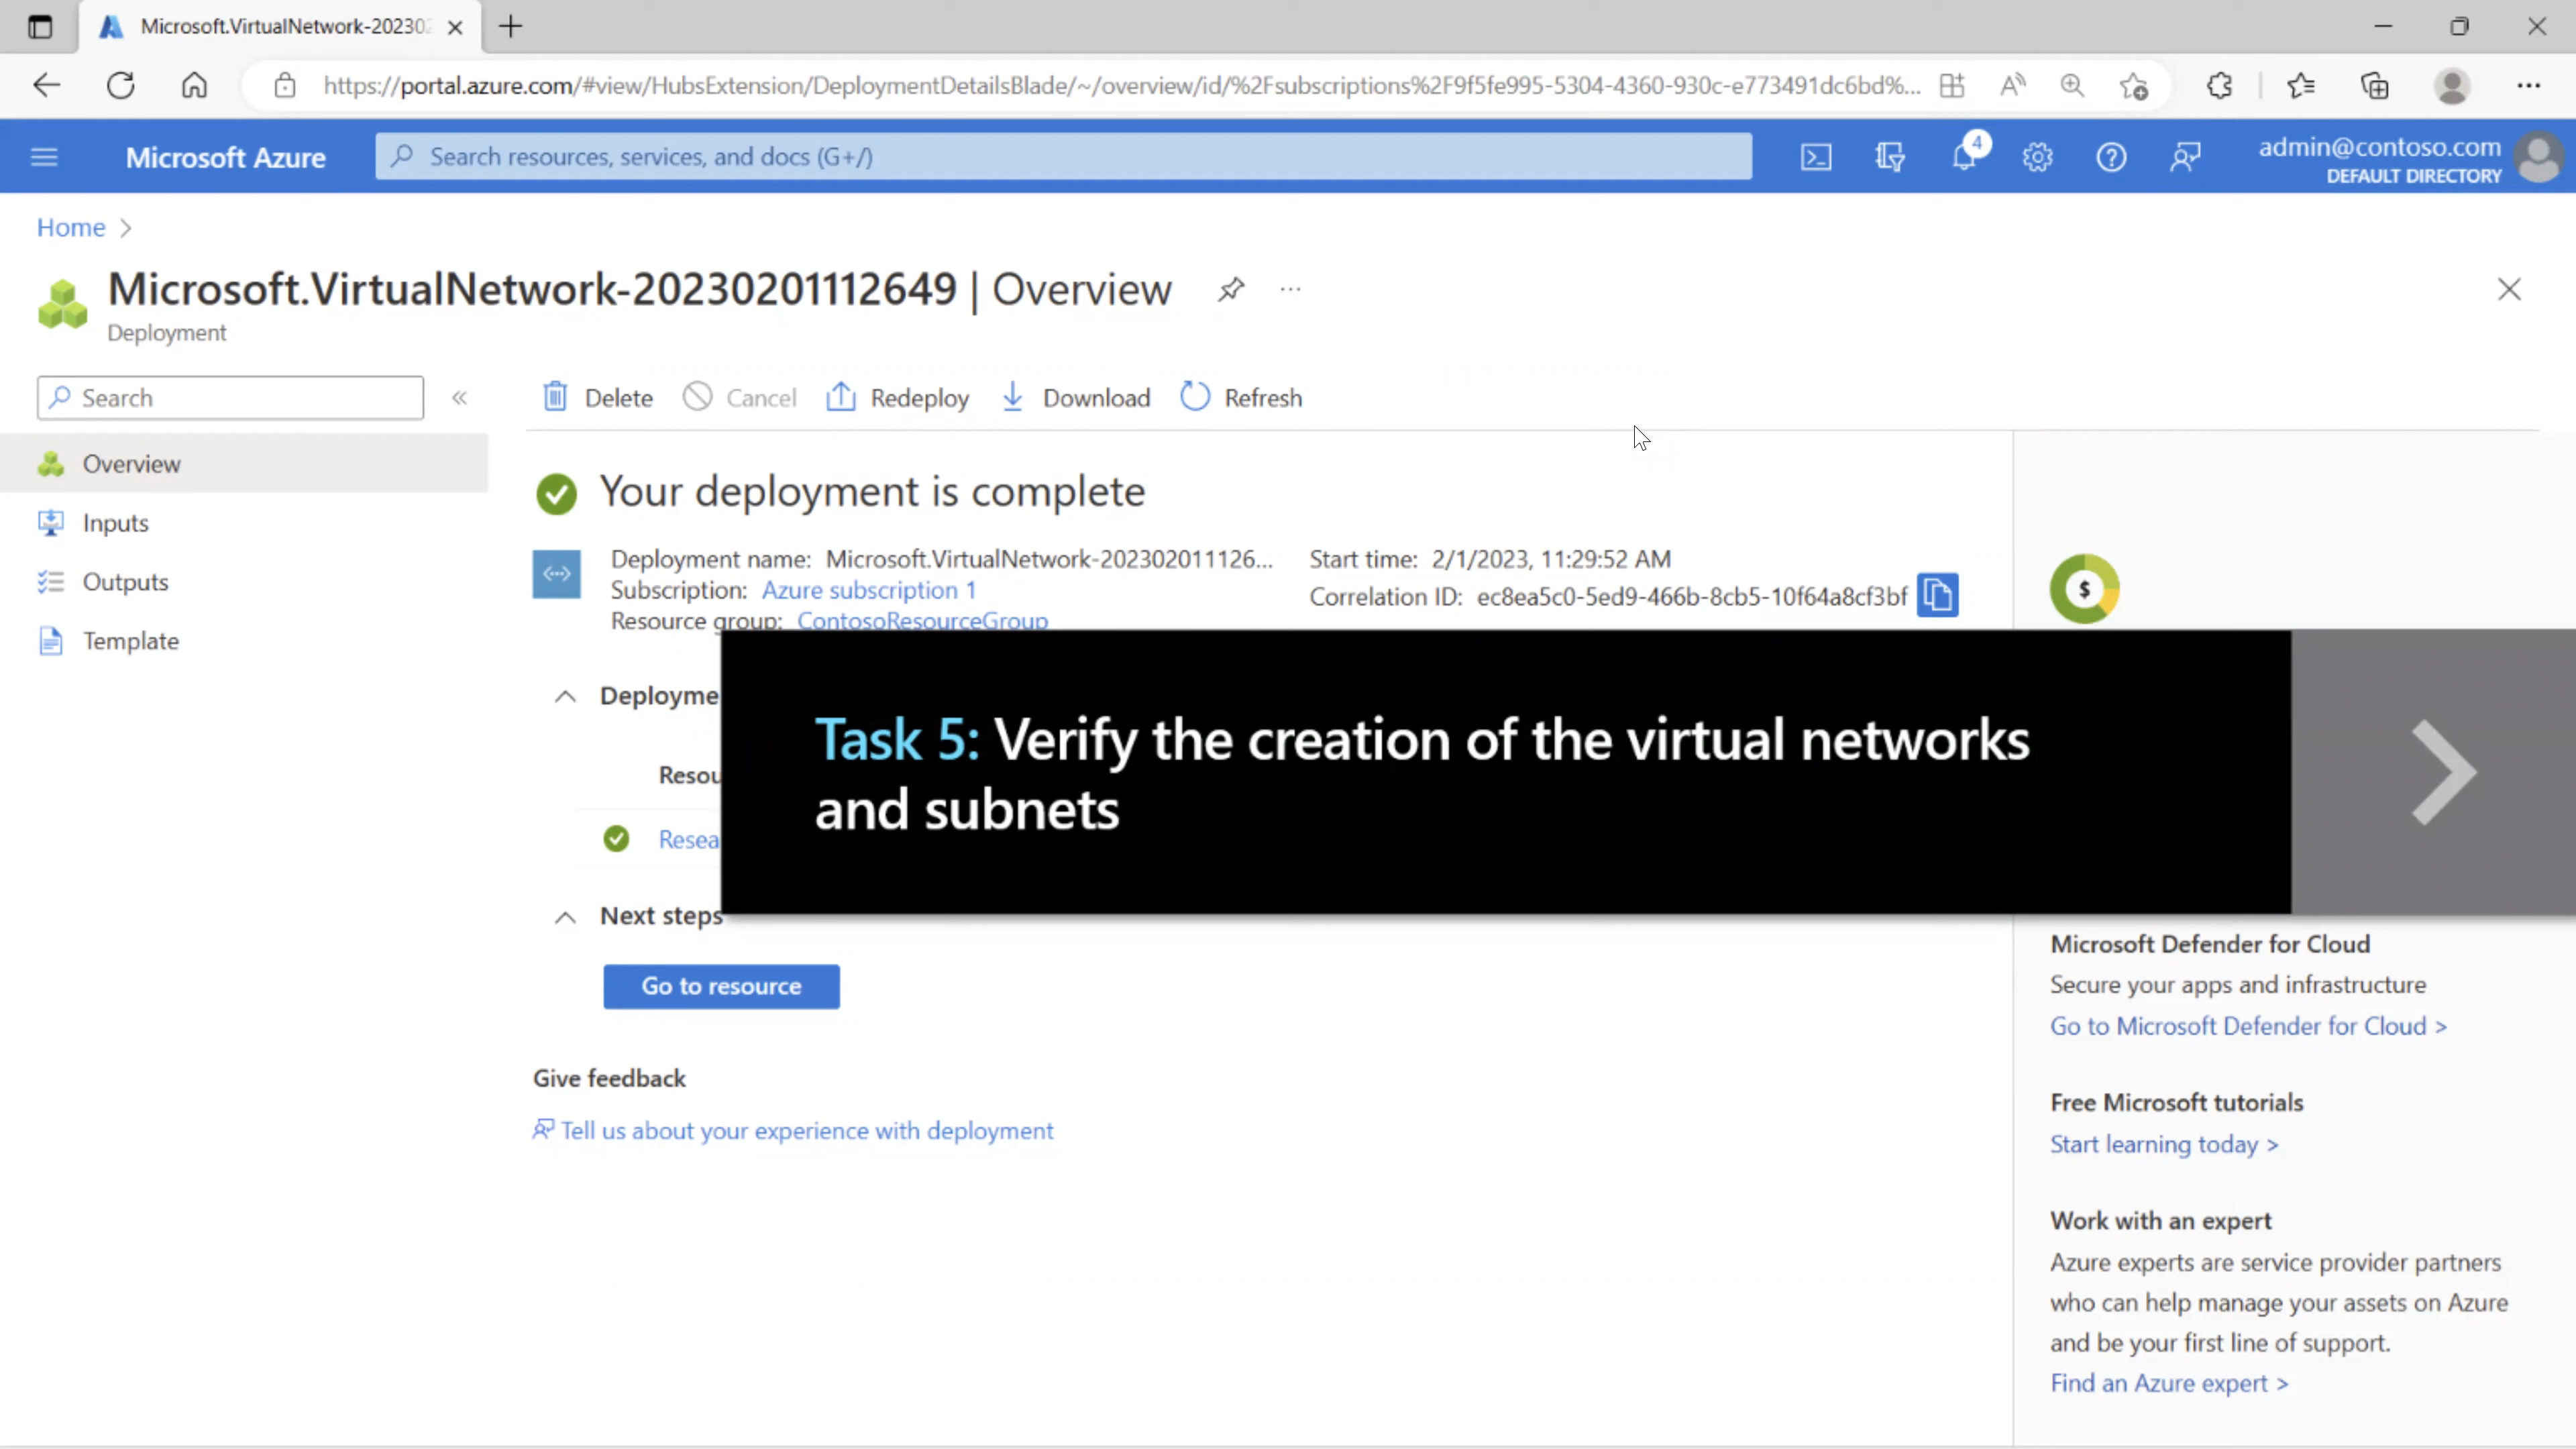 Microsoft.VirtualNetwork-202302
https://portal.azure.com/#view/HubsExtension/DeploymentDetailsBlade/~/overview/id/%2Fsubscriptions%2F9f5fe995-5304-4360-930c-e773491dc6bd%...
Microsoft Azure
Search resources, services, and docs (G+/)
4
admin@contoso.com
DEFAULT DIRECTORY
Home
Microsoft.VirtualNetwork-20230201112649 | Overview
Deployment
Search
Delete
Cancel
Redeploy
Download
Refresh
Overview
Inputs
Outputs
Template
Your deployment is complete
Deployment name: Microsoft.VirtualNetwork-202302011126...
Subscription: Azure subscription 1
Resource group: ContosoResourceGroup
Start time: 2/1/2023, 11:29:52 AM
Correlation ID: ec8ea5c0-5ed9-466b-8cb5-10f64a8cf3bf
$
Deployme
Resou
Resea
Task 5: Verify the creation of the virtual networks
and subnets
Next steps
Go to resource
Give feedback
Tell us about your experience with deployment
Microsoft Defender for Cloud
Secure your apps and infrastructure
Go to Microsoft Defender for Cloud >
Free Microsoft tutorials
Start learning today >
Work with an expert
Azure experts are service provider partners
who can help manage your assets on Azure
and be your first line of support.
Find an Azure expert >